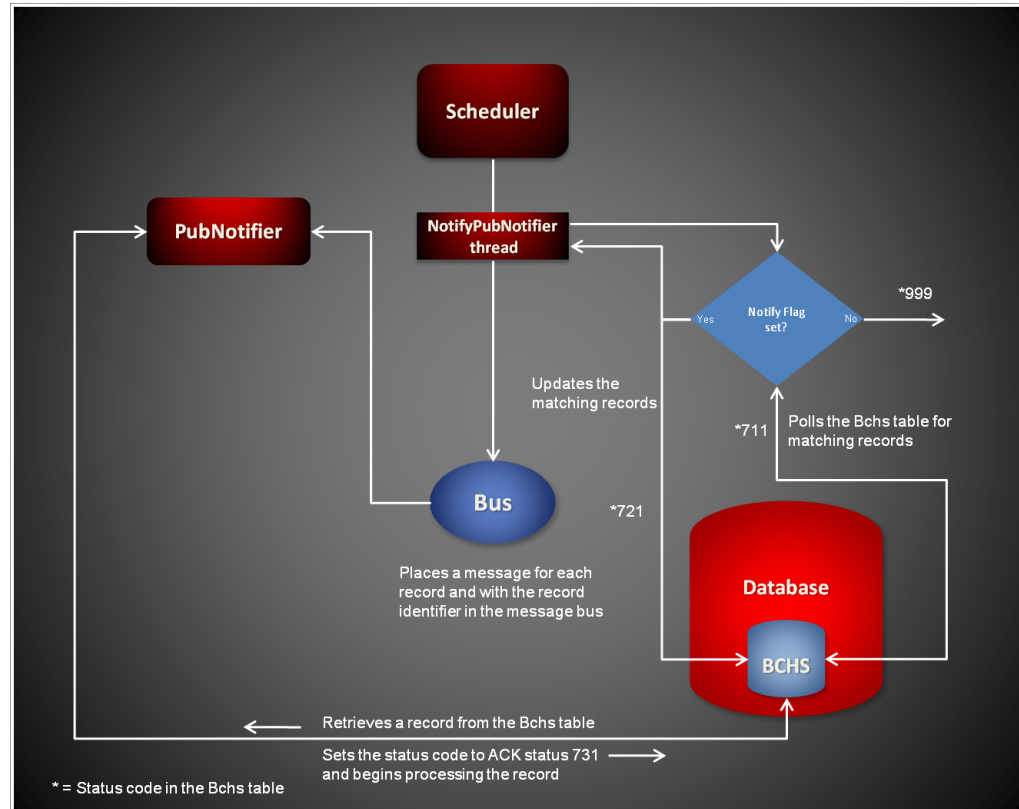 Scheduler
NotifyPubNotifier
thread
PubNotifier
*999
Notify Flag
set?
Yes
No
Updates the
matching records
*711
Polls the Bchs table for
matching records
Bus
*721
Places a message for each
record and with the record
identifier in the message bus
Database
BCHS
Retrieves a record from the Bchs table
Sets the status code to ACK status 731
and begins processing the record
* = Status code in the Bchs table